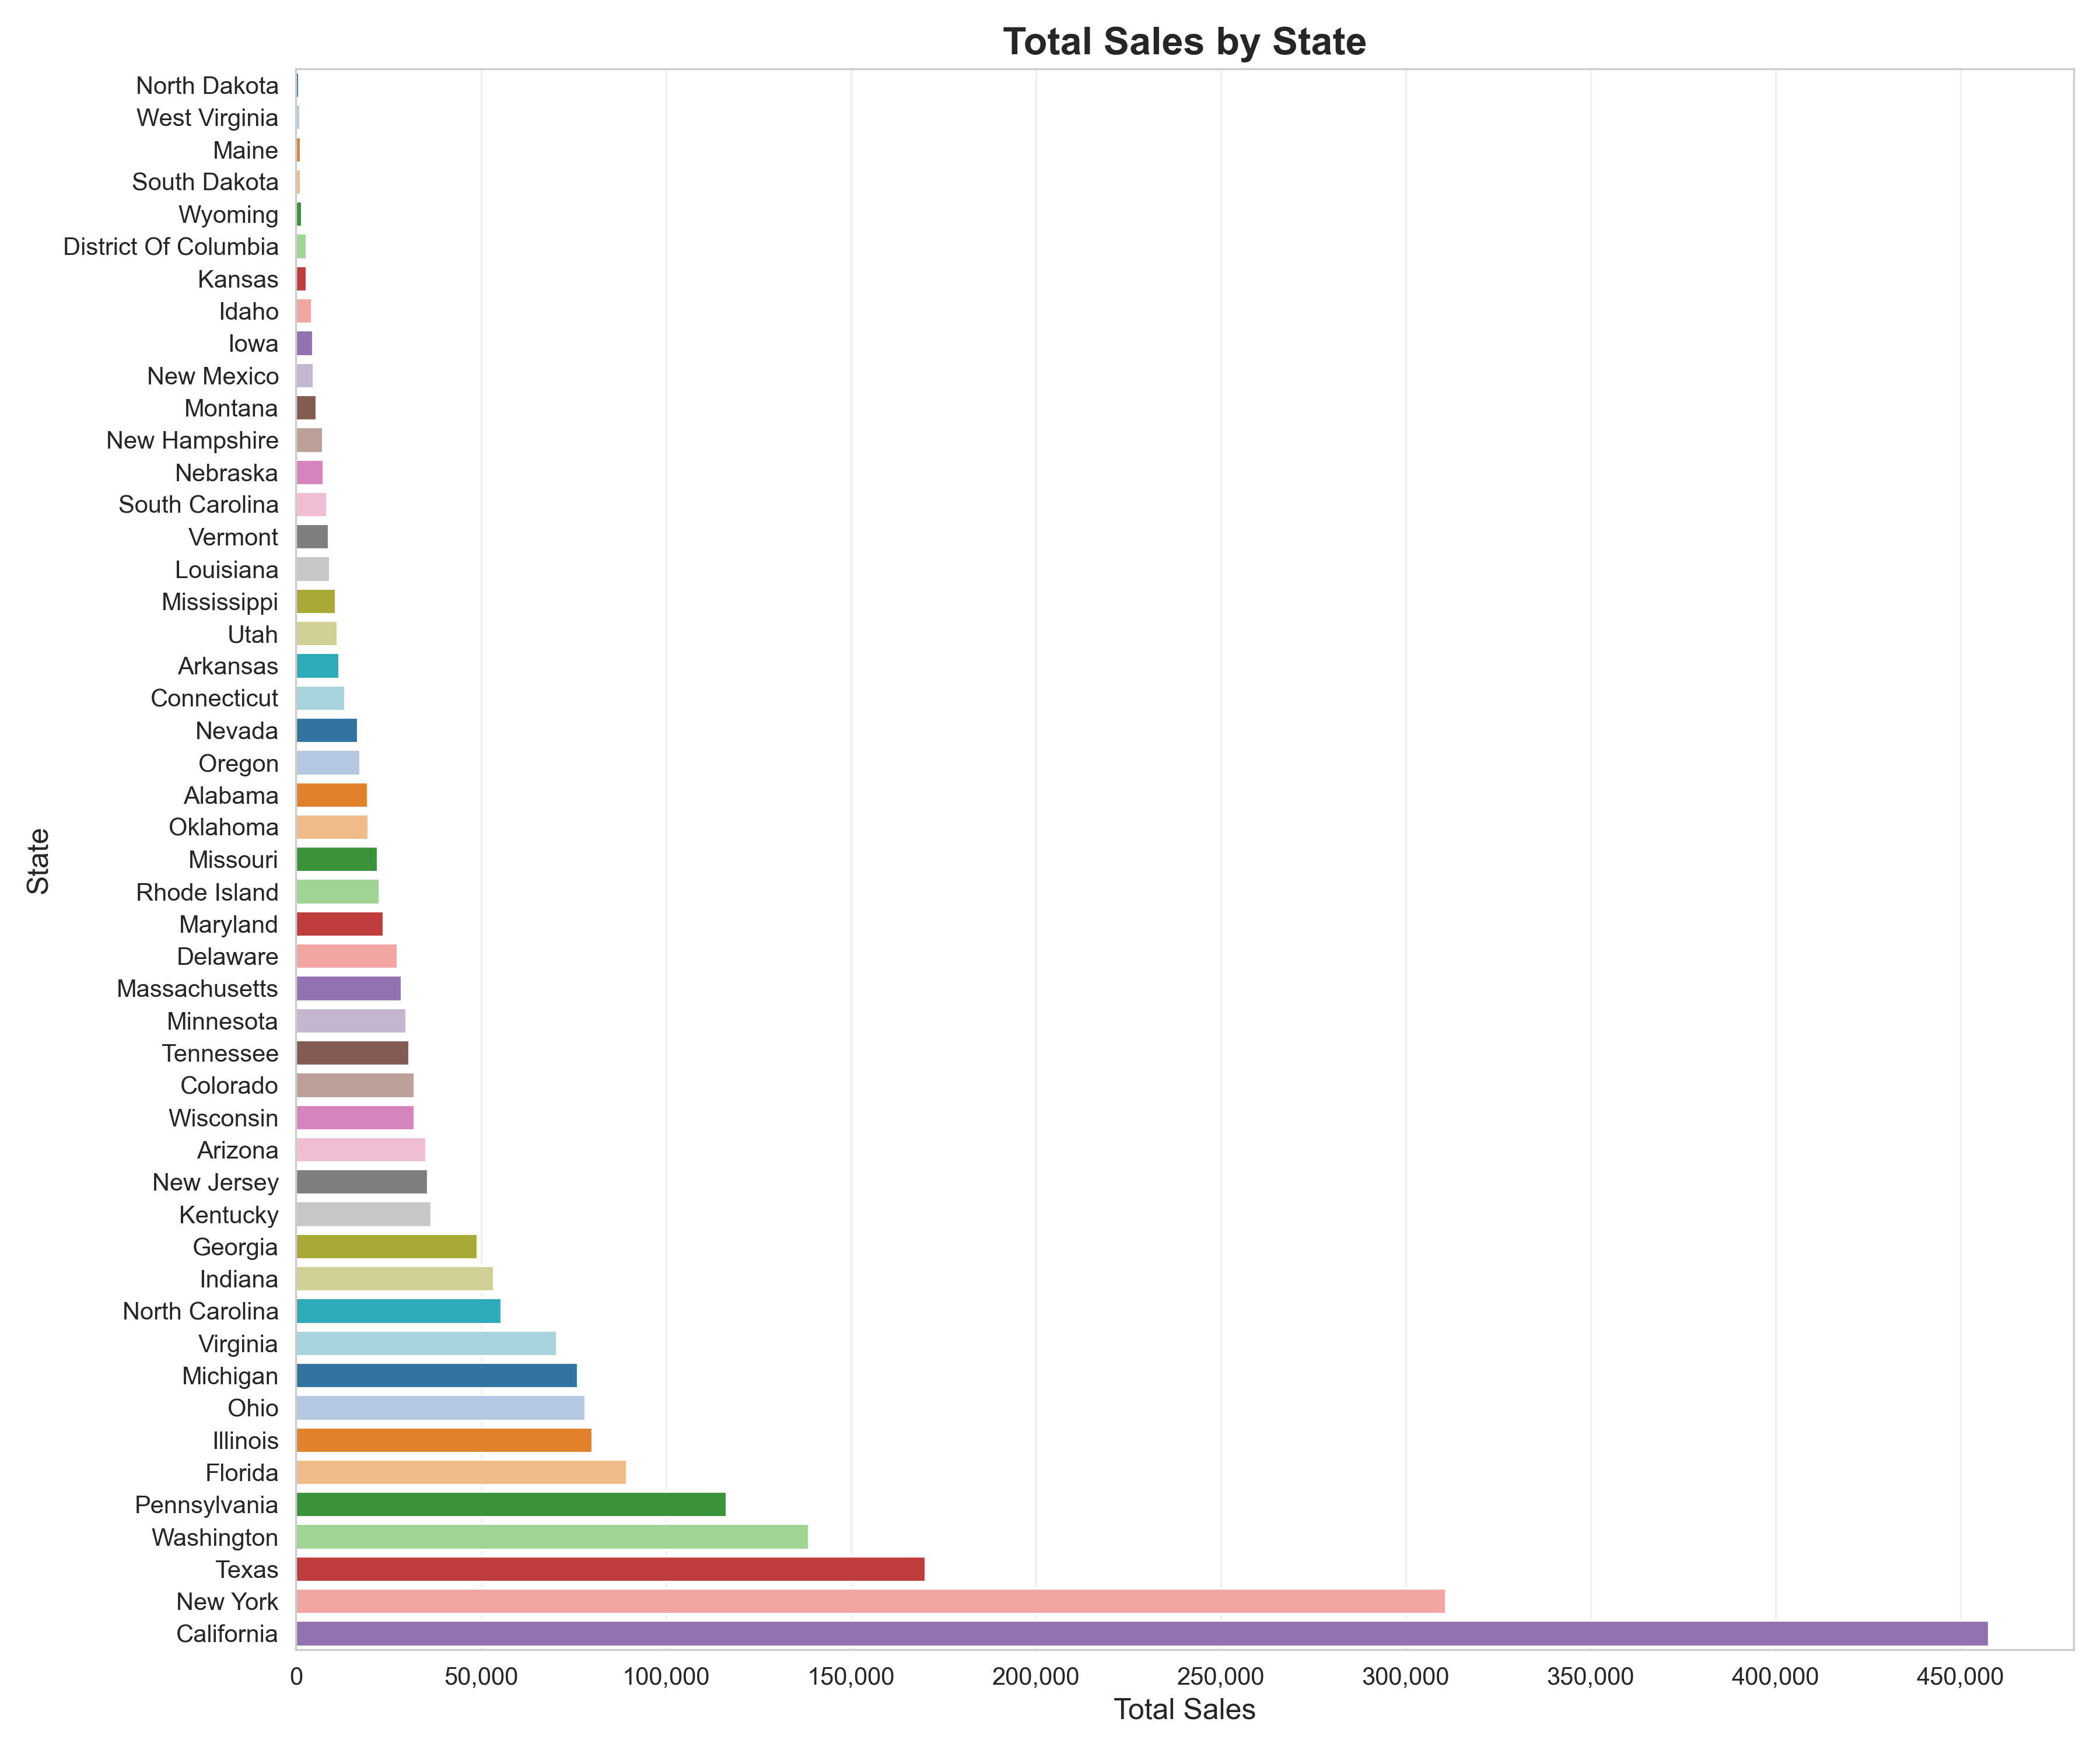 Total Sales by State
North Dakota
West Virginia
Maine
South Dakota
Wyoming
District Of Columbia
Kansas
Idaho
Iowa
New Mexico
Montana
New Hampshire
Nebraska
South Carolina
Vermont
Louisiana
Mississippi
Utah
Arkansas
Connecticut
Nevada
Oregon
Alabama
Oklahoma
Missouri
Rhode Island
Maryland
Delaware
Massachusetts
Minnesota
Tennessee
Colorado
Wisconsin
Arizona
New Jersey
Kentucky
Georgia
Indiana
North Carolina
Virginia
Michigan
Ohio
Illinois
Florida
Pennsylvania
Washington
Texas
New York
California
State
0 50,000 100,000 150,000 200,000 250,000 300,000 350,000 400,000 450,000
Total Sales